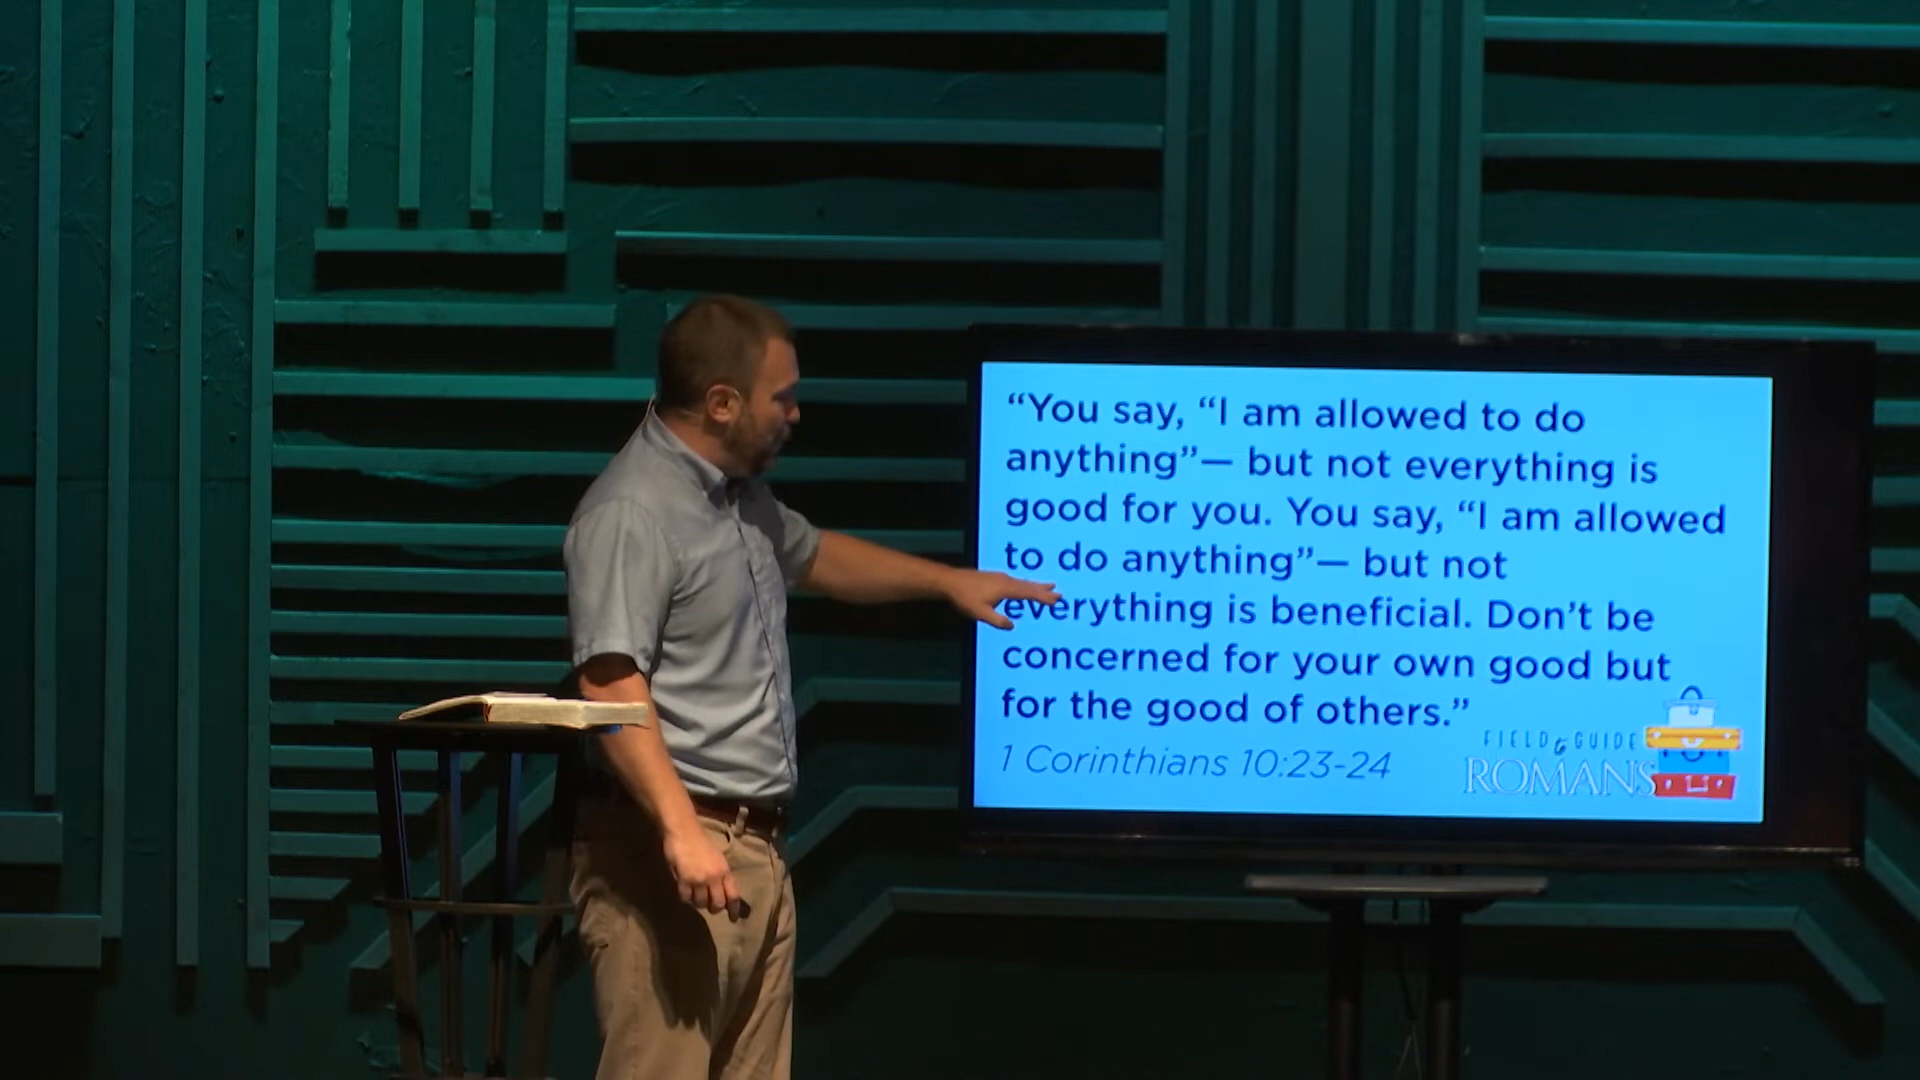 “You say, “I am allowed to do
anything”— but not everything is
good for you. You say, “I am allowed
to do anything”— but not
everything is beneficial. Don’t be
concerned for your own good but
for the good of others.”
1 Corinthians 10:23-24
FIELD GUIDE
to
ROMANS